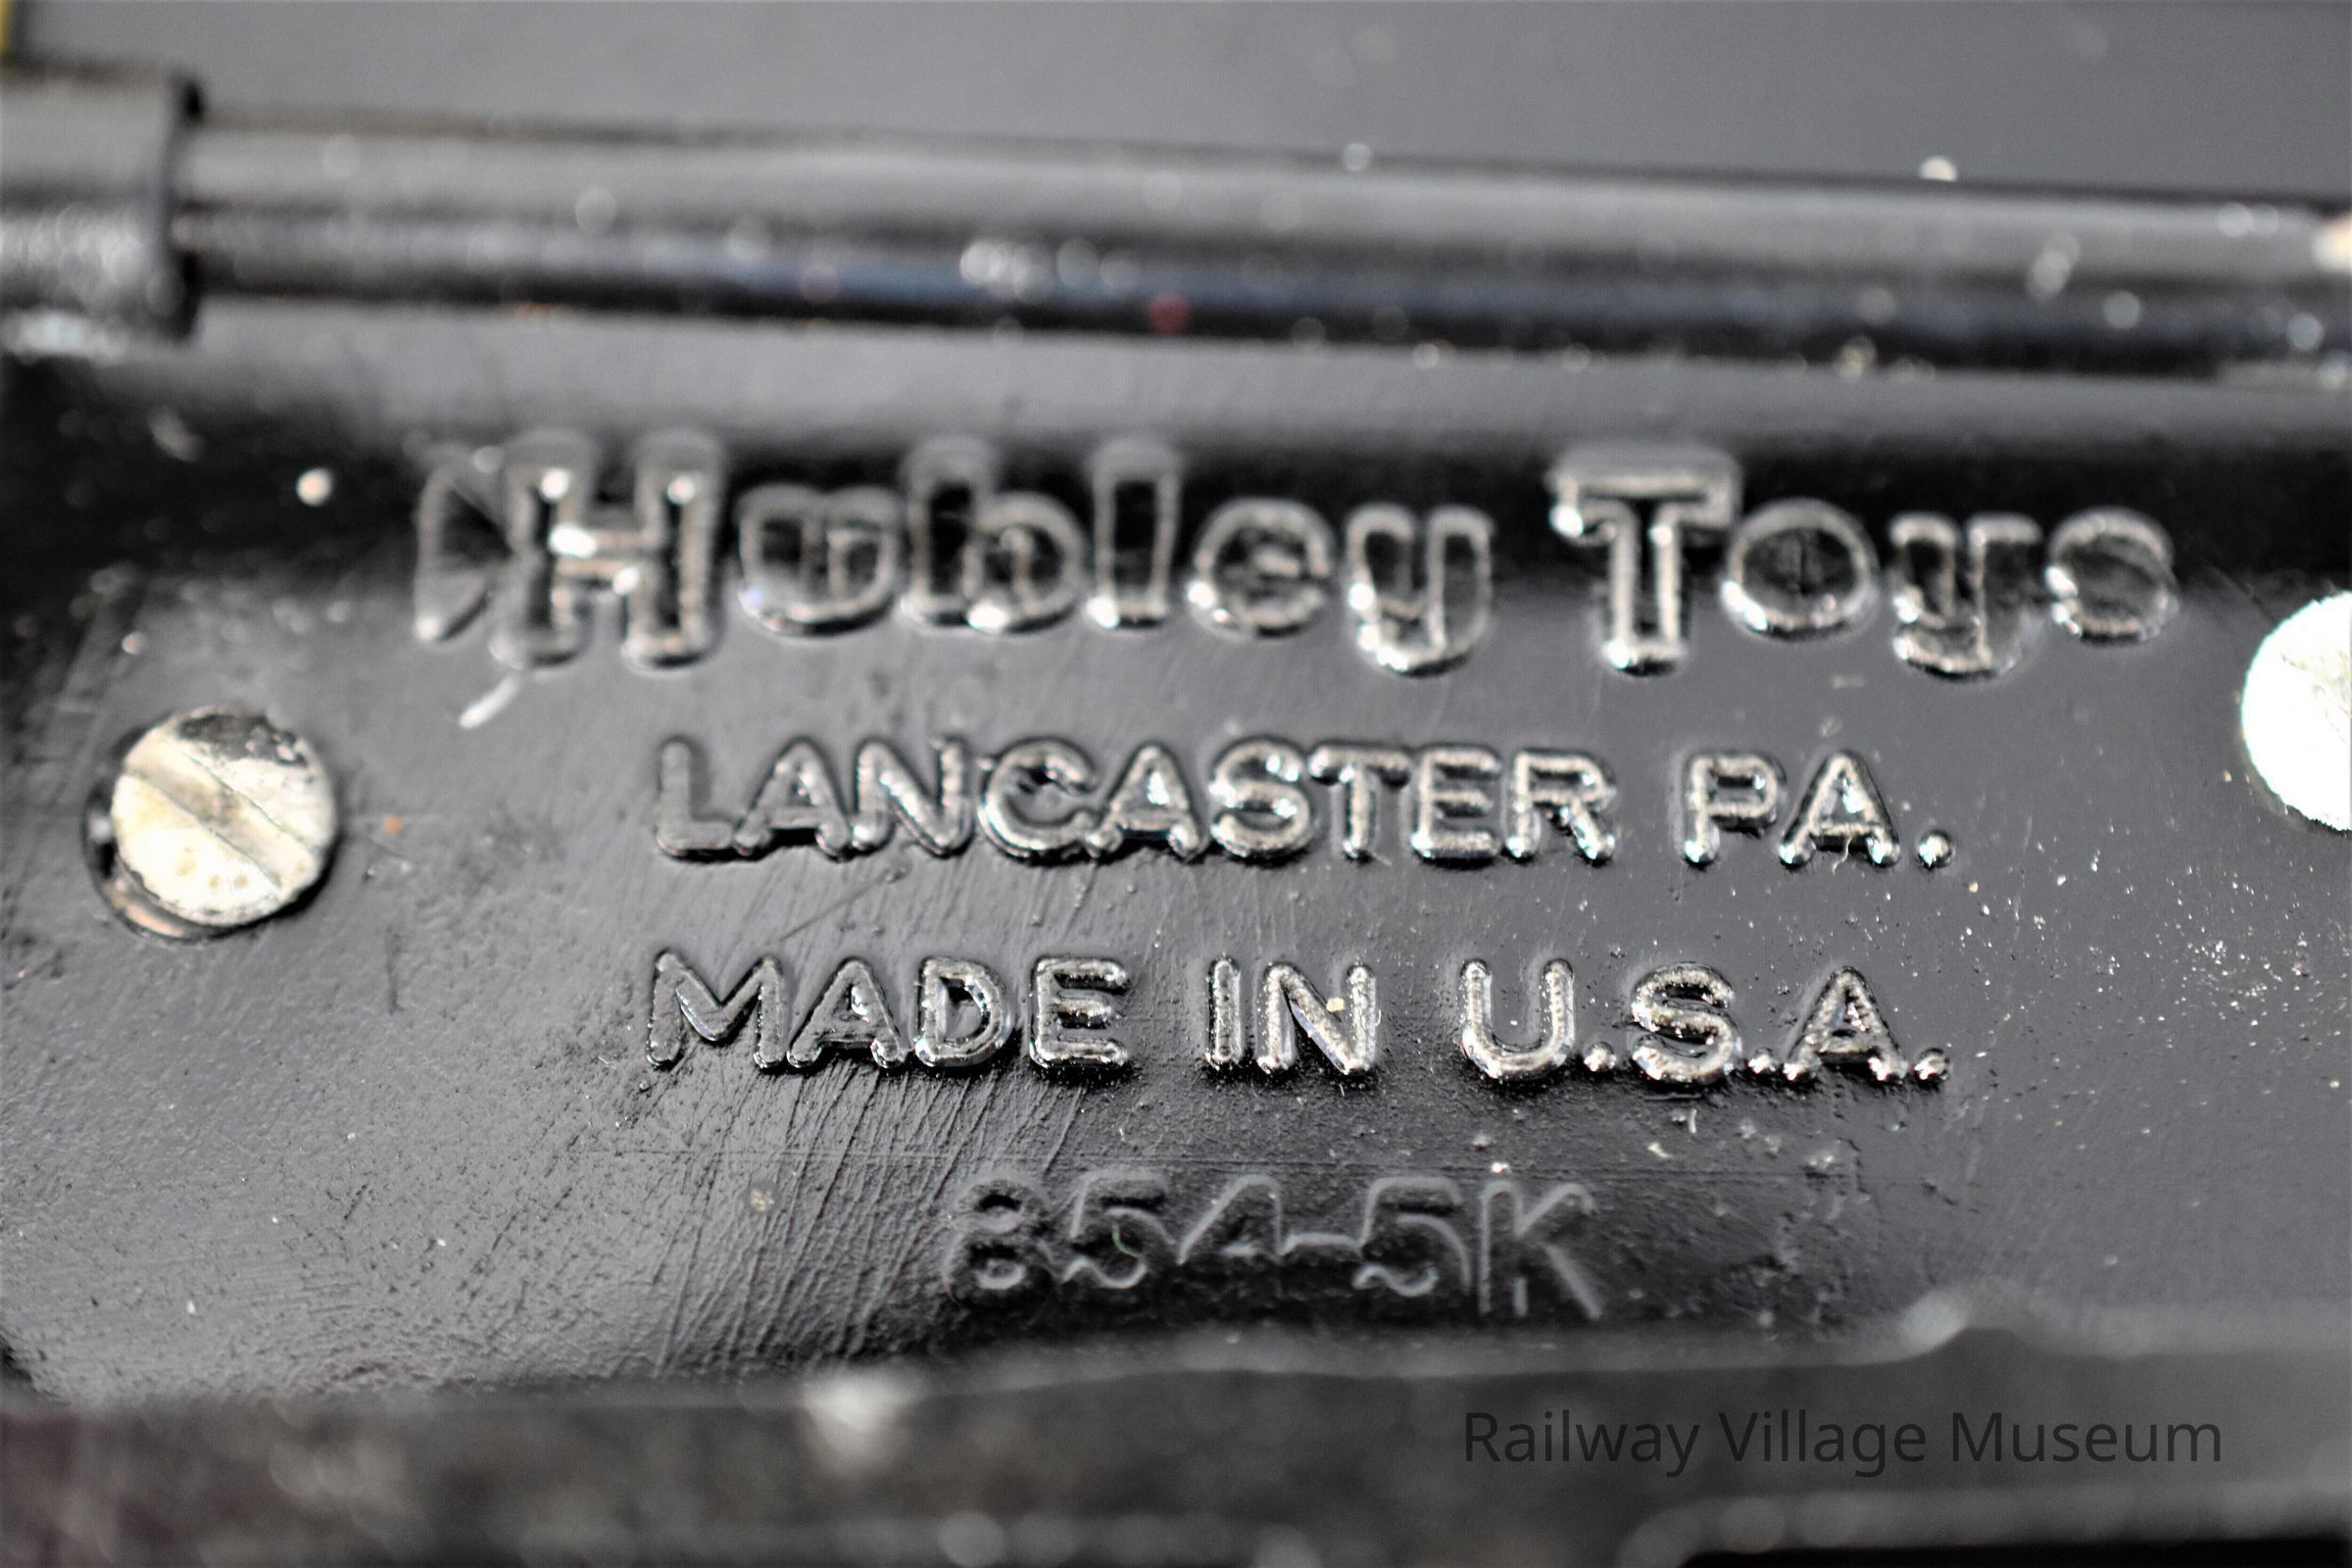 Hubley Toys
LANCASTER PA.
MADE IN U.S.A.
854-5K
Railway Village Museum